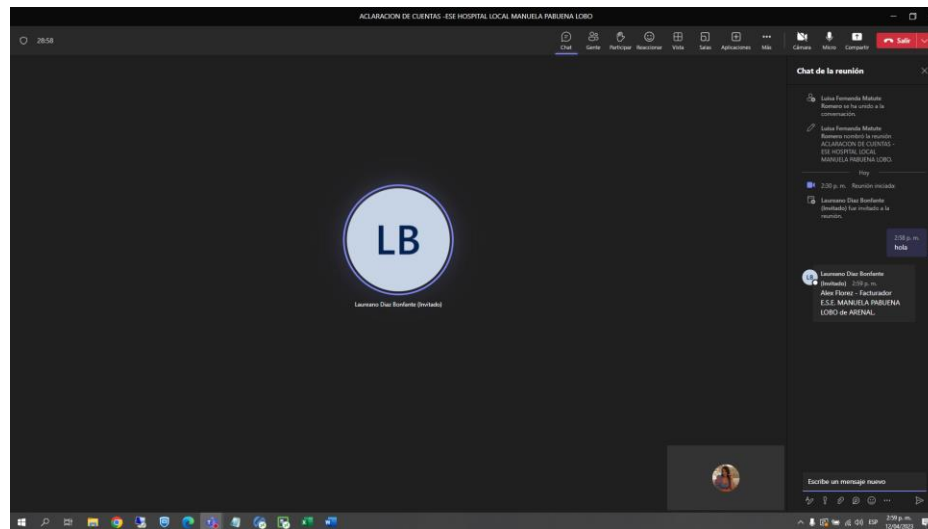 ACLARACION DE CUENTAS -ESE HOSPITAL LOCAL MANUELA PABUENA LOBO
28:58
Chat Gente Participar Reaccionar Vista Salas Aplicaciones Más Cámara Micro Compartir Salir
Chat de la reunión
Luisa Fernanda Matute
Romero se ha unido a la
conversación.
Luisa Fernanda Matute
Romero nombró la reunión
ACLARACION DE CUENTAS -
ESE HOSPITAL LOCAL
MANUELA PABUENA LOBO.
Hoy
2:30 p. m. Reunión iniciada
Laureano Diaz Bonfante
(Invitado) fue invitado a la
reunión.
2:58 p. m.
hola
LB
Laureano Diaz Bonfante
(Invitado) 2:59 p. m.
Alex Florez - Facturador
E.S.E. MANUELA PABUENA
LOBO de ARENAL.
LB
Laureano Diaz Bonfante (Invitado)
Escribe un mensaje nuevo
ESP
2:59 p. m.
12/04/2023